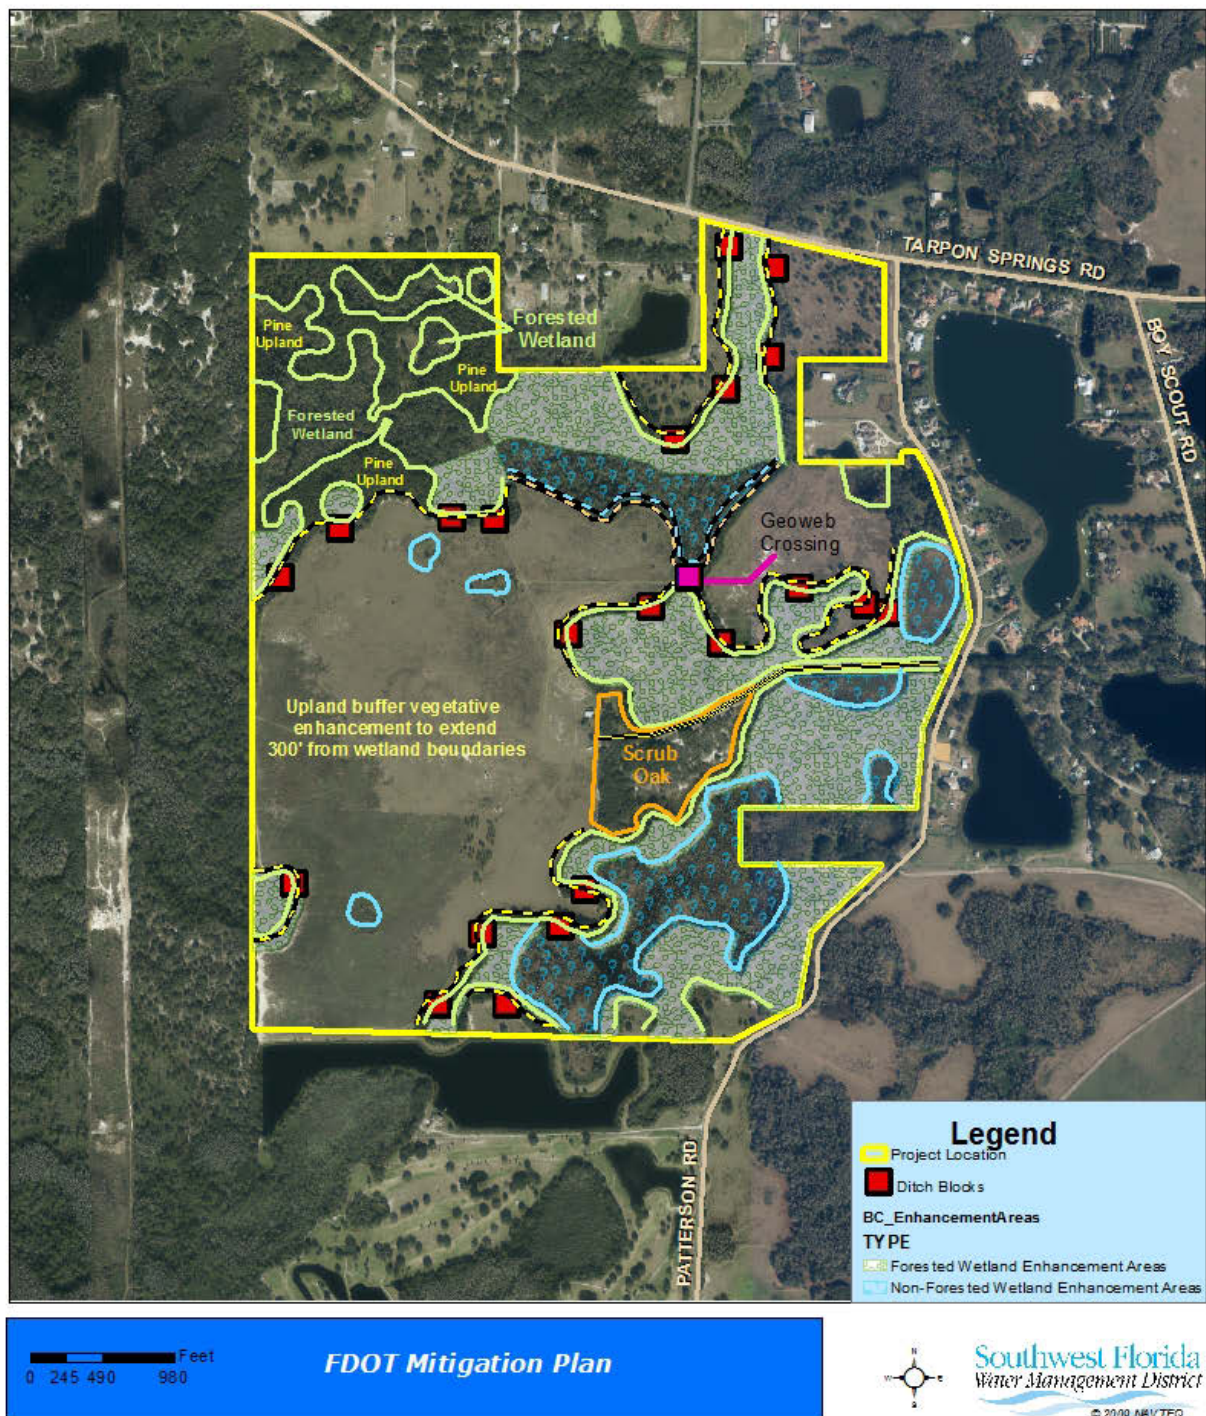 TARPON SPRINGS RD
BOY SCOUT RD
Forested
Wetland
Pine
Upland
Pine
Upland
Forested
Wetland
Pine
Upland
Geoweb
Crossing
Upland buffer vegetative
enhancement to extend
300' from wetland boundaries
Scrub
Oak
PATTERSON RD
Legend
Project Location
Ditch Blocks
BC_EnhancementAreas
TYPE
Forested Wetland Enhancement Areas
Non-Forested Wetland Enhancement Areas
Feet
0 245 490 980
FDOT Mitigation Plan
N
W E
S
Southwest Florida
Water Management District
© 2009 NAVTEQ